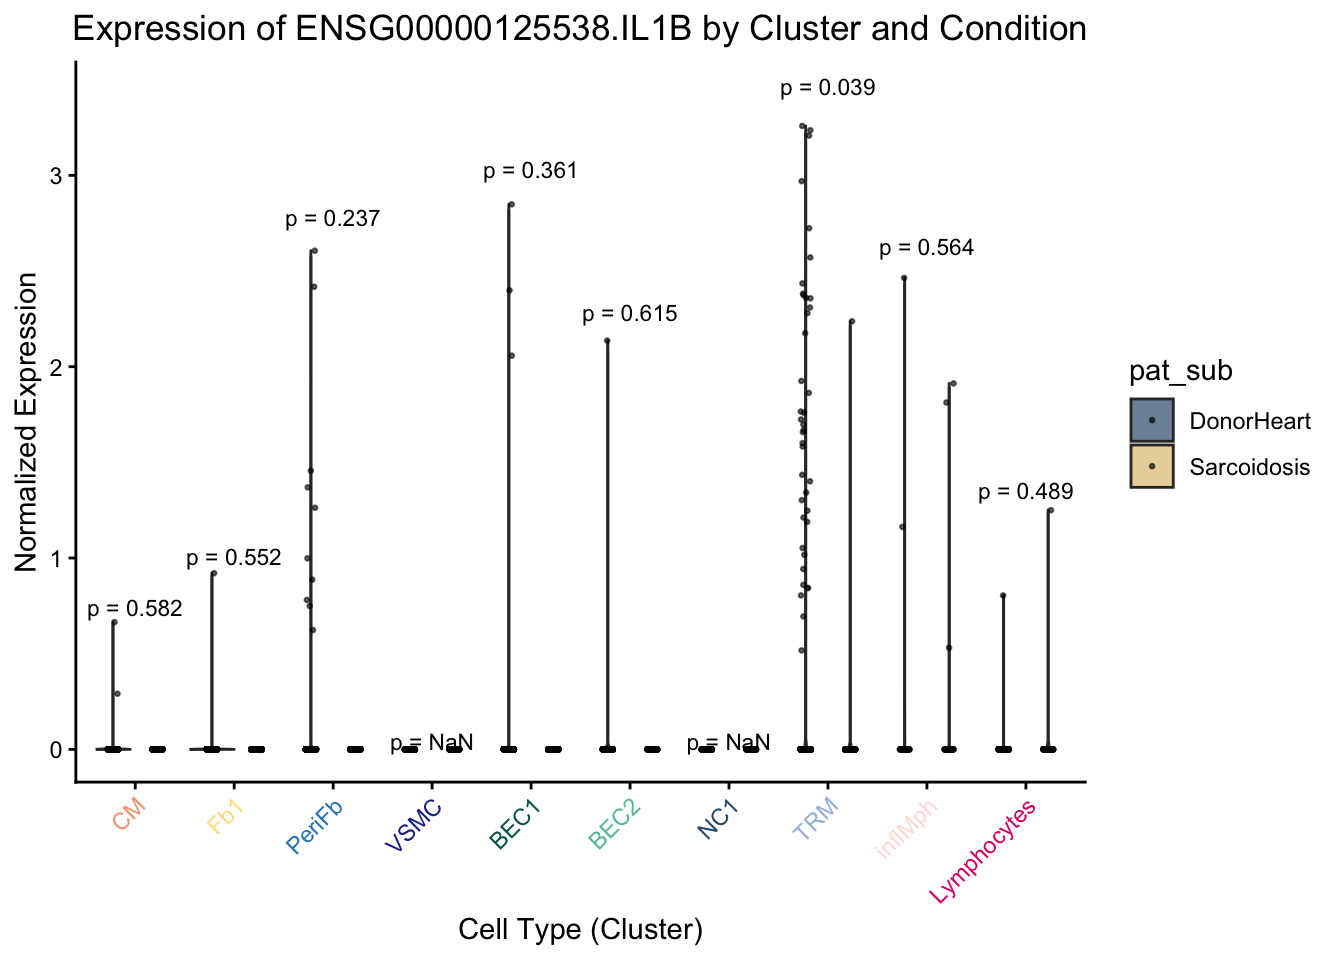 Expression of ENSG00000125538.IL1B by Cluster and Condition
p = 0.039
p = 0.361
p = 0.237
p = 0.564
p = 0.615
p = 0.489
p = 0.552
p = 0.582
p = NaN
p = NaN
3
2
1
0
Normalized Expression
CM
Fb1
PeriFb
VSMC
BEC1
BEC2
NC1
TRM
inflMph
Lymphocytes
Cell Type (Cluster)
pat_sub
DonorHeart
Sarcoidosis